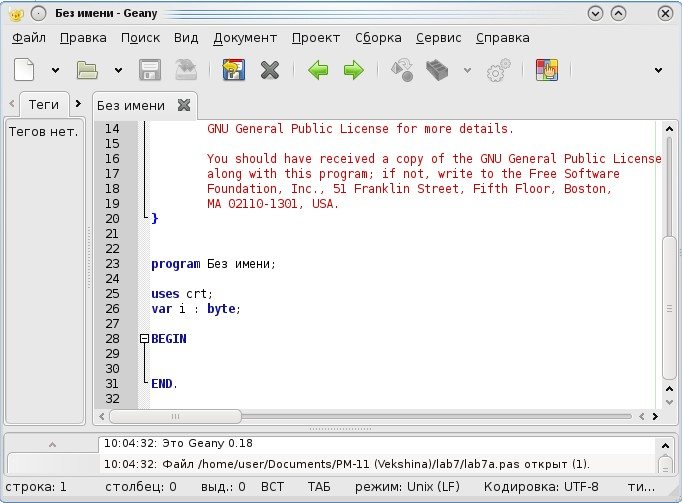 Без имени - Geany
Файл Правка Поиск Вид Документ Проект Сборка Сервис Справка
Теги
Без имени
Тегов нет.
14 GNU General Public License for more details.
15
16 You should have received a copy of the GNU General Public License
17 along with this program; if not, write to the Free Software
18 Foundation, Inc., 51 Franklin Street, Fifth Floor, Boston,
19 MA 02110-1301, USA.
20 }
21
22
23 program Без имени;
24
25 uses crt;
26 var i : byte;
27
28 BEGIN
29
30
31 END.
32
10:04:32: Это Geany 0.18
10:04:32: Файл /home/user/Documents/PM-11 (Vekshina)/lab7/lab7a.pas открыт (1).
строка: 1 столбец: 0 выд.: 0 ВСТ ТАБ режим: Unix (LF) Кодировка: UTF-8 ти...